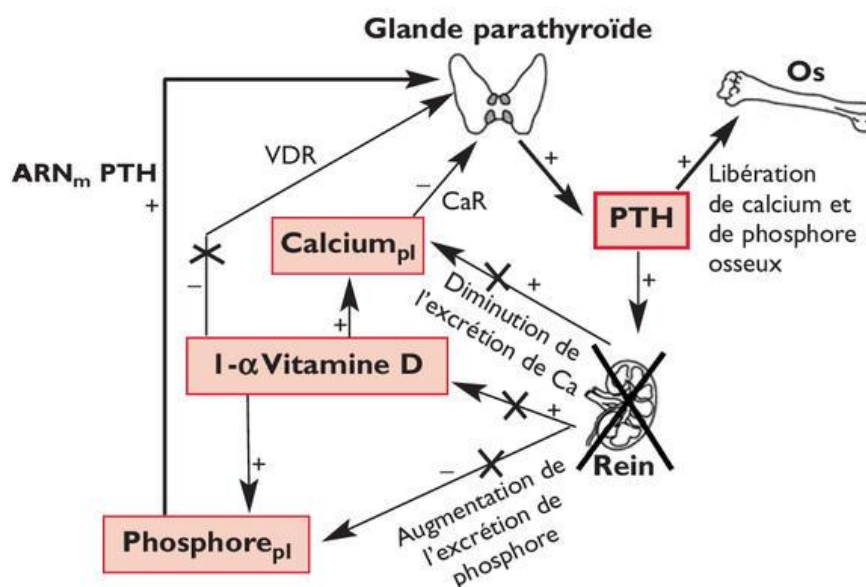 Glande parathyroïde
Os
VDR
ARNm PTH
+
–
CaR
+
+
Libération
de calcium et
de phosphore
osseux
PTH
Calciumpl
+
–
+
+
Diminution de
l'excrétion de Ca
1-α Vitamine D
+
+
Rein
–
Augmentation de
l'excrétion de
phosphore
Phosphorepl